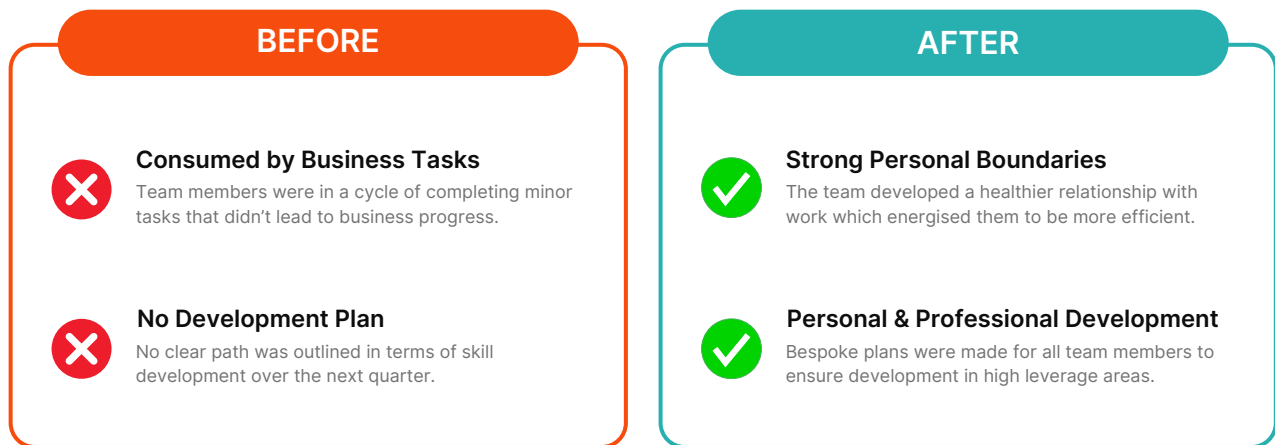 BEFORE
Consumed by Business Tasks
Team members were in a cycle of completing minor
tasks that didn’t lead to business progress.
No Development Plan
No clear path was outlined in terms of skill
development over the next quarter.
AFTER
Strong Personal Boundaries
The team developed a healthier relationship with
work which energised them to be more efficient.
Personal & Professional Development
Bespoke plans were made for all team members to
ensure development in high leverage areas.